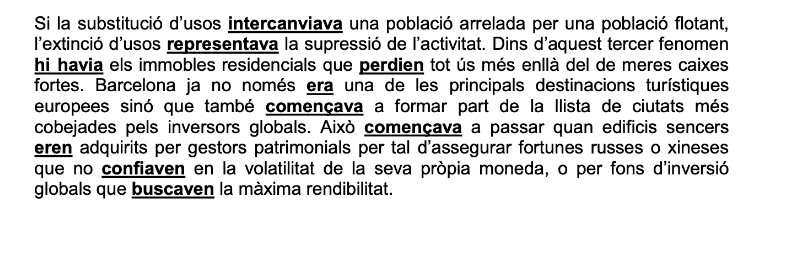 Si la substitució d’usos intercanviava una població arrelada per una població flotant,
l’extinció d’usos representava la supressió de l’activitat. Dins d’aquest tercer fenomen
hi havia els immobles residencials que perdien tot ús més enllà del de meres caixes
fortes. Barcelona ja no només era una de les principals destinacions turístiques
europees sinó que també començava a formar part de la llista de ciutats més
cobejades pels inversors globals. Això començava a passar quan edificis sencers
eren adquirits per gestors patrimonials per tal d’assegurar fortunes russes o xineses
que no confiaven en la volatilitat de la seva pròpia moneda, o per fons d’inversió
globals que buscaven la màxima rendibilitat.